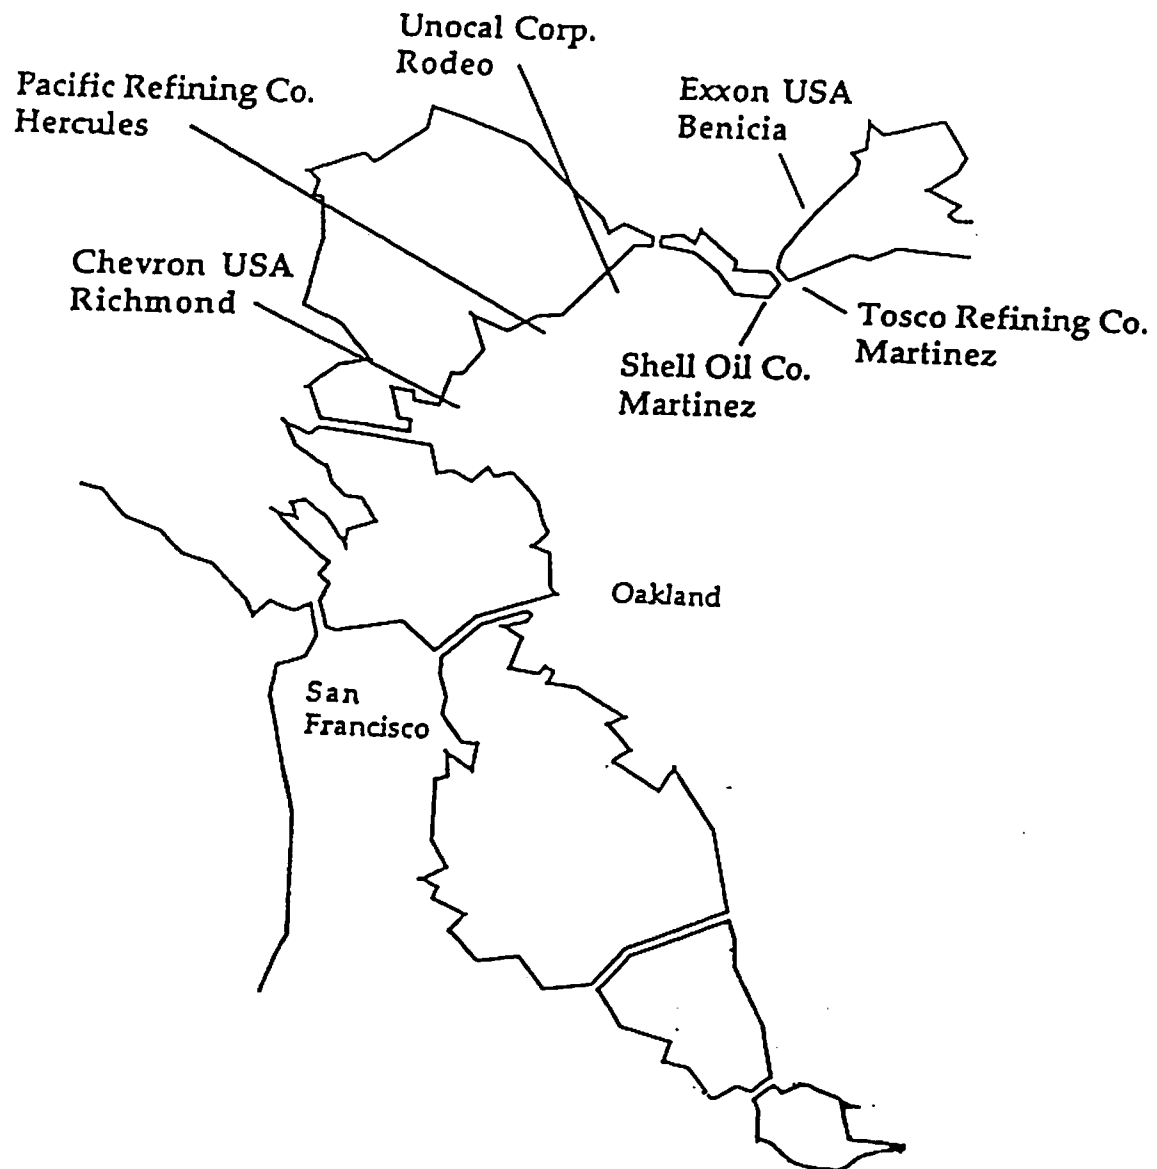 Unocal Corp.
Rodeo
Pacific Refining Co.
Hercules
Exxon USA
Benicia
Chevron USA
Richmond
Tosco Refining Co.
Martinez
Shell Oil Co.
Martinez
Oakland
San
Francisco